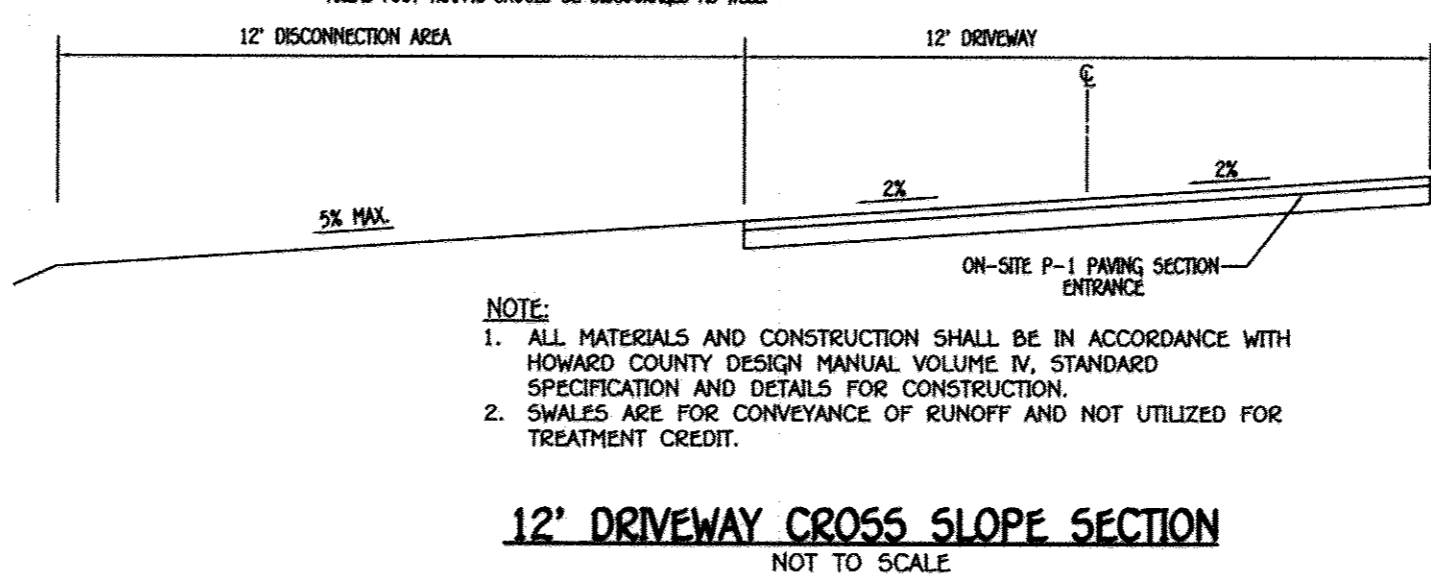 12' DISCONNECTION AREA
12' DRIVEWAY
℄
5% MAX.
2%
2%
ON-SITE P-1 PAVING SECTION
ENTRANCE
NOTE:
1. ALL MATERIALS AND CONSTRUCTION SHALL BE IN ACCORDANCE WITH
HOWARD COUNTY DESIGN MANUAL VOLUME IV, STANDARD
SPECIFICATION AND DETAILS FOR CONSTRUCTION.
2. SWALES ARE FOR CONVEYANCE OF RUNOFF AND NOT UTILIZED FOR
TREATMENT CREDIT.
12' DRIVEWAY CROSS SLOPE SECTION
NOT TO SCALE